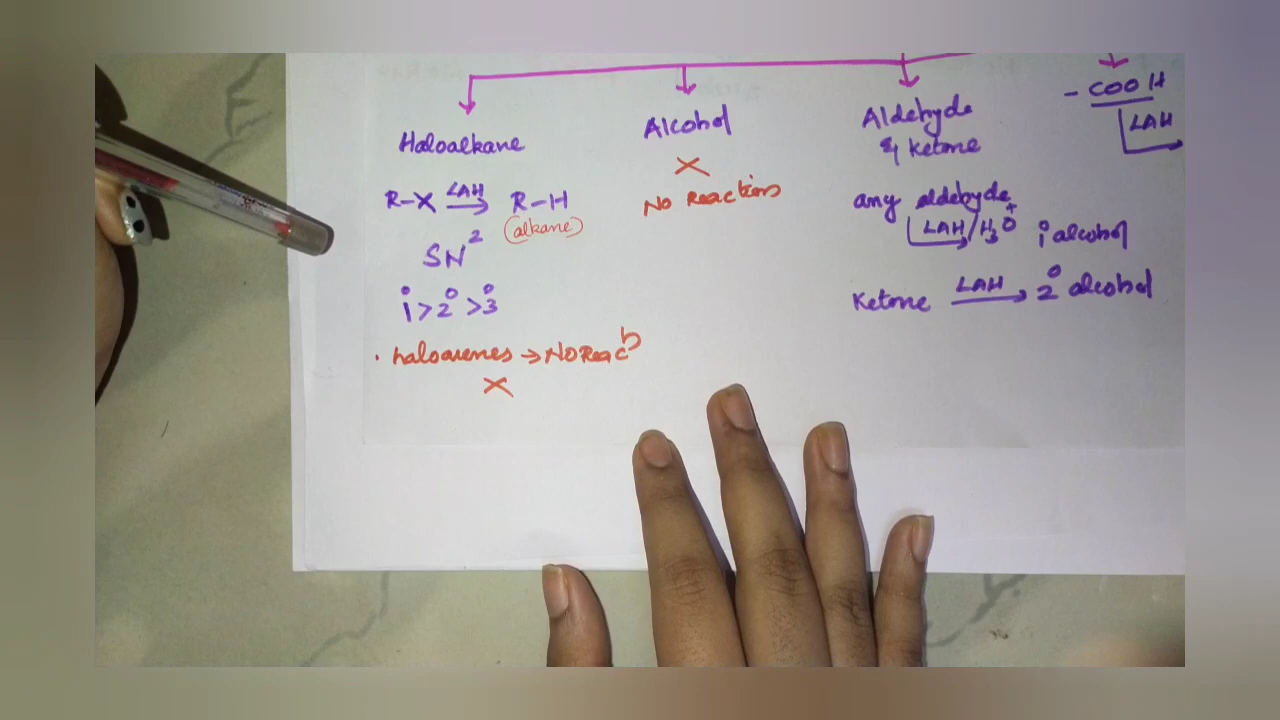 Haloalkane
R-X LAH → R-H
(alkane)
SN²
1° > 2° > 3°
· haloarenes → No Reacⁿ
×
Alcohol
×
No Reactions
Aldehyde
& ketone
any aldehyde
LAH/H₃O⁺ 1° alcohol
Ketone LAH → 2° alcohol
- COOH
LAH